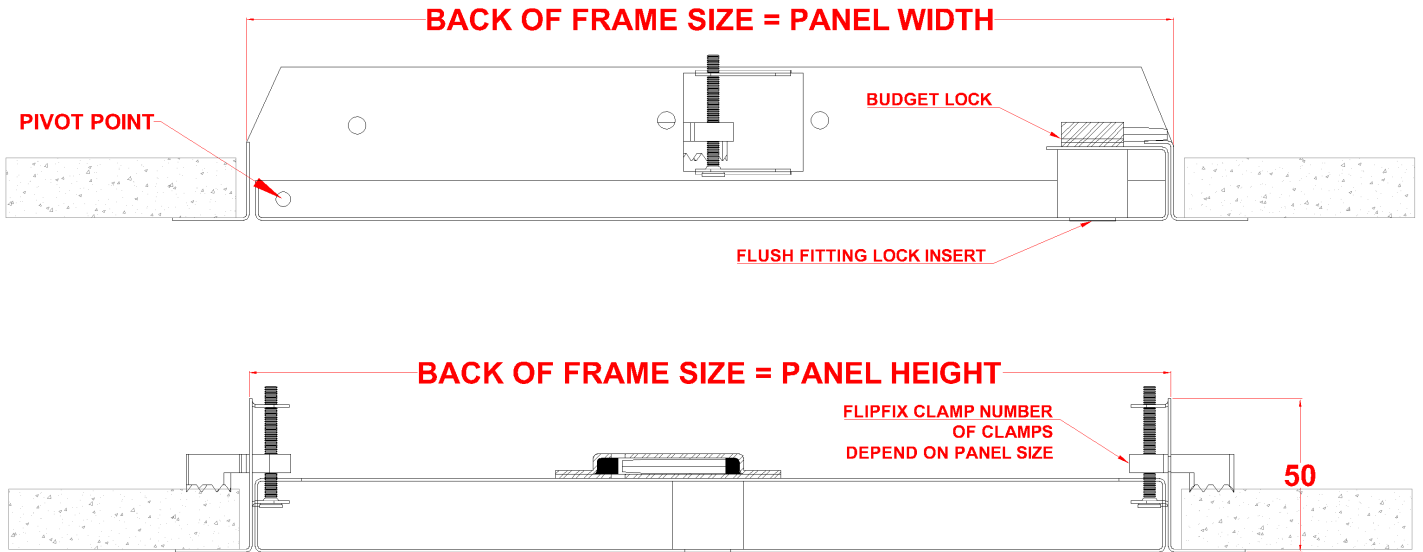 BACK OF FRAME SIZE = PANEL WIDTH
BUDGET LOCK
PIVOT POINT
FLUSH FITTING LOCK INSERT
BACK OF FRAME SIZE = PANEL HEIGHT
FLIPFIX CLAMP NUMBER
OF CLAMPS
DEPEND ON PANEL SIZE
50